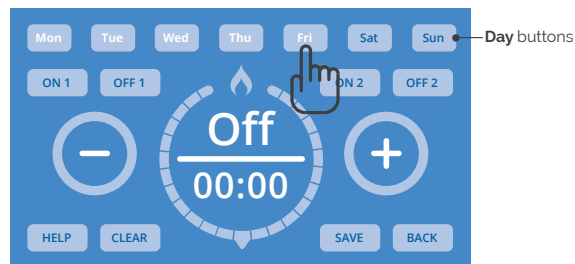 Mon Tue Wed Thu Fri Sat Sun
Day buttons
ON 1 OFF 1 ON 2 OFF 2
Off
00:00
HELP CLEAR SAVE BACK